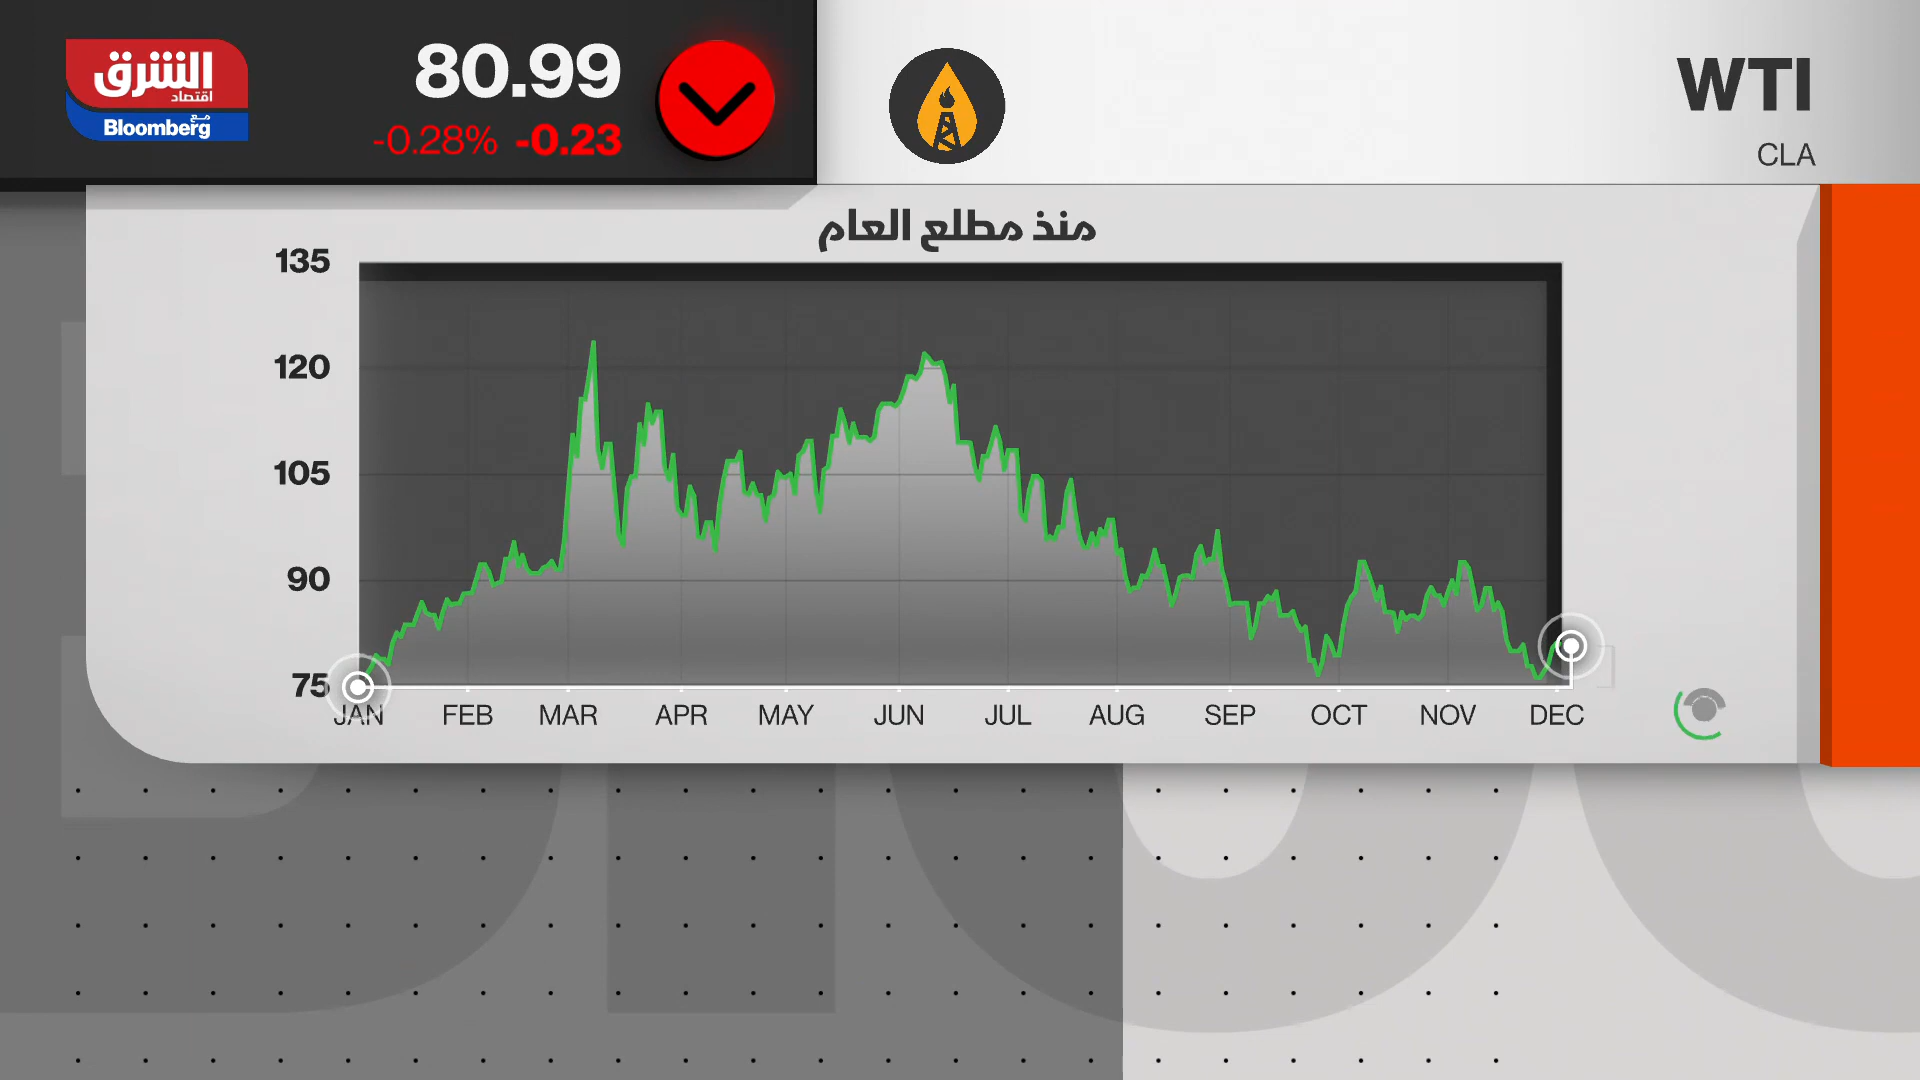 الشرق
اقتصاد
مع
Bloomberg
80.99
-0.28% -0.23
WTI
CLA
منذ مطلع العام
135
120
105
90
75
JAN FEB MAR APR MAY JUN JUL AUG SEP OCT NOV DEC